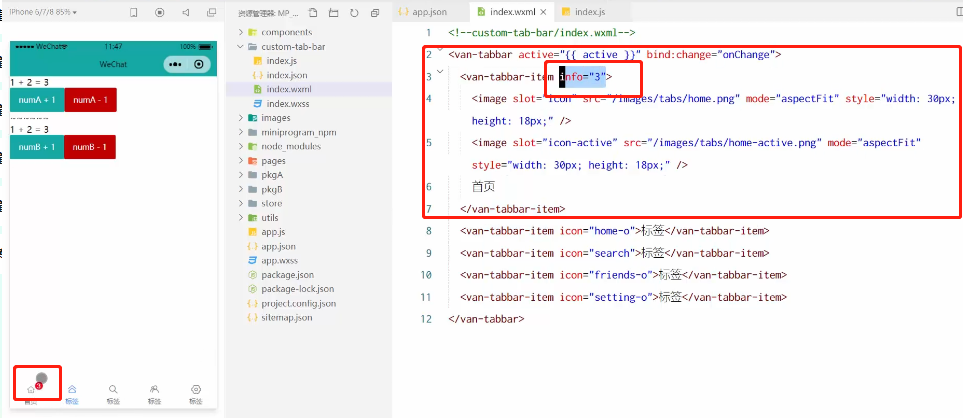 iPhone 6/7/8 85%
资源管理器: MP_...
app.json
index.wxml
index.js
WeChat
11:47
100%
WeChat
1 + 2 = 3
numA + 1
numA - 1
~~~~~~~
1 + 2 = 3
numB + 1
numB - 1
3
首页
标签
标签
标签
标签
components
custom-tab-bar
index.js
index.json
index.wxml
index.wxss
images
miniprogram_npm
node_modules
pages
pkgA
pkgB
store
utils
app.js
app.json
app.wxss
package.json
package-lock.json
project.config.json
sitemap.json
1 <!--custom-tab-bar/index.wxml-->
2 <van-tabbar active="{{ active }}" bind:change="onChange">
3 <van-tabbar-item info="3">
4 <image slot="icon" src="/images/tabs/home.png" mode="aspectFit" style="width: 30px;
height: 18px;" />
5 <image slot="icon-active" src="/images/tabs/home-active.png" mode="aspectFit"
style="width: 30px; height: 18px;" />
6 首页
7 </van-tabbar-item>
8 <van-tabbar-item icon="home-o">标签</van-tabbar-item>
9 <van-tabbar-item icon="search">标签</van-tabbar-item>
10 <van-tabbar-item icon="friends-o">标签</van-tabbar-item>
11 <van-tabbar-item icon="setting-o">标签</van-tabbar-item>
12 </van-tabbar>